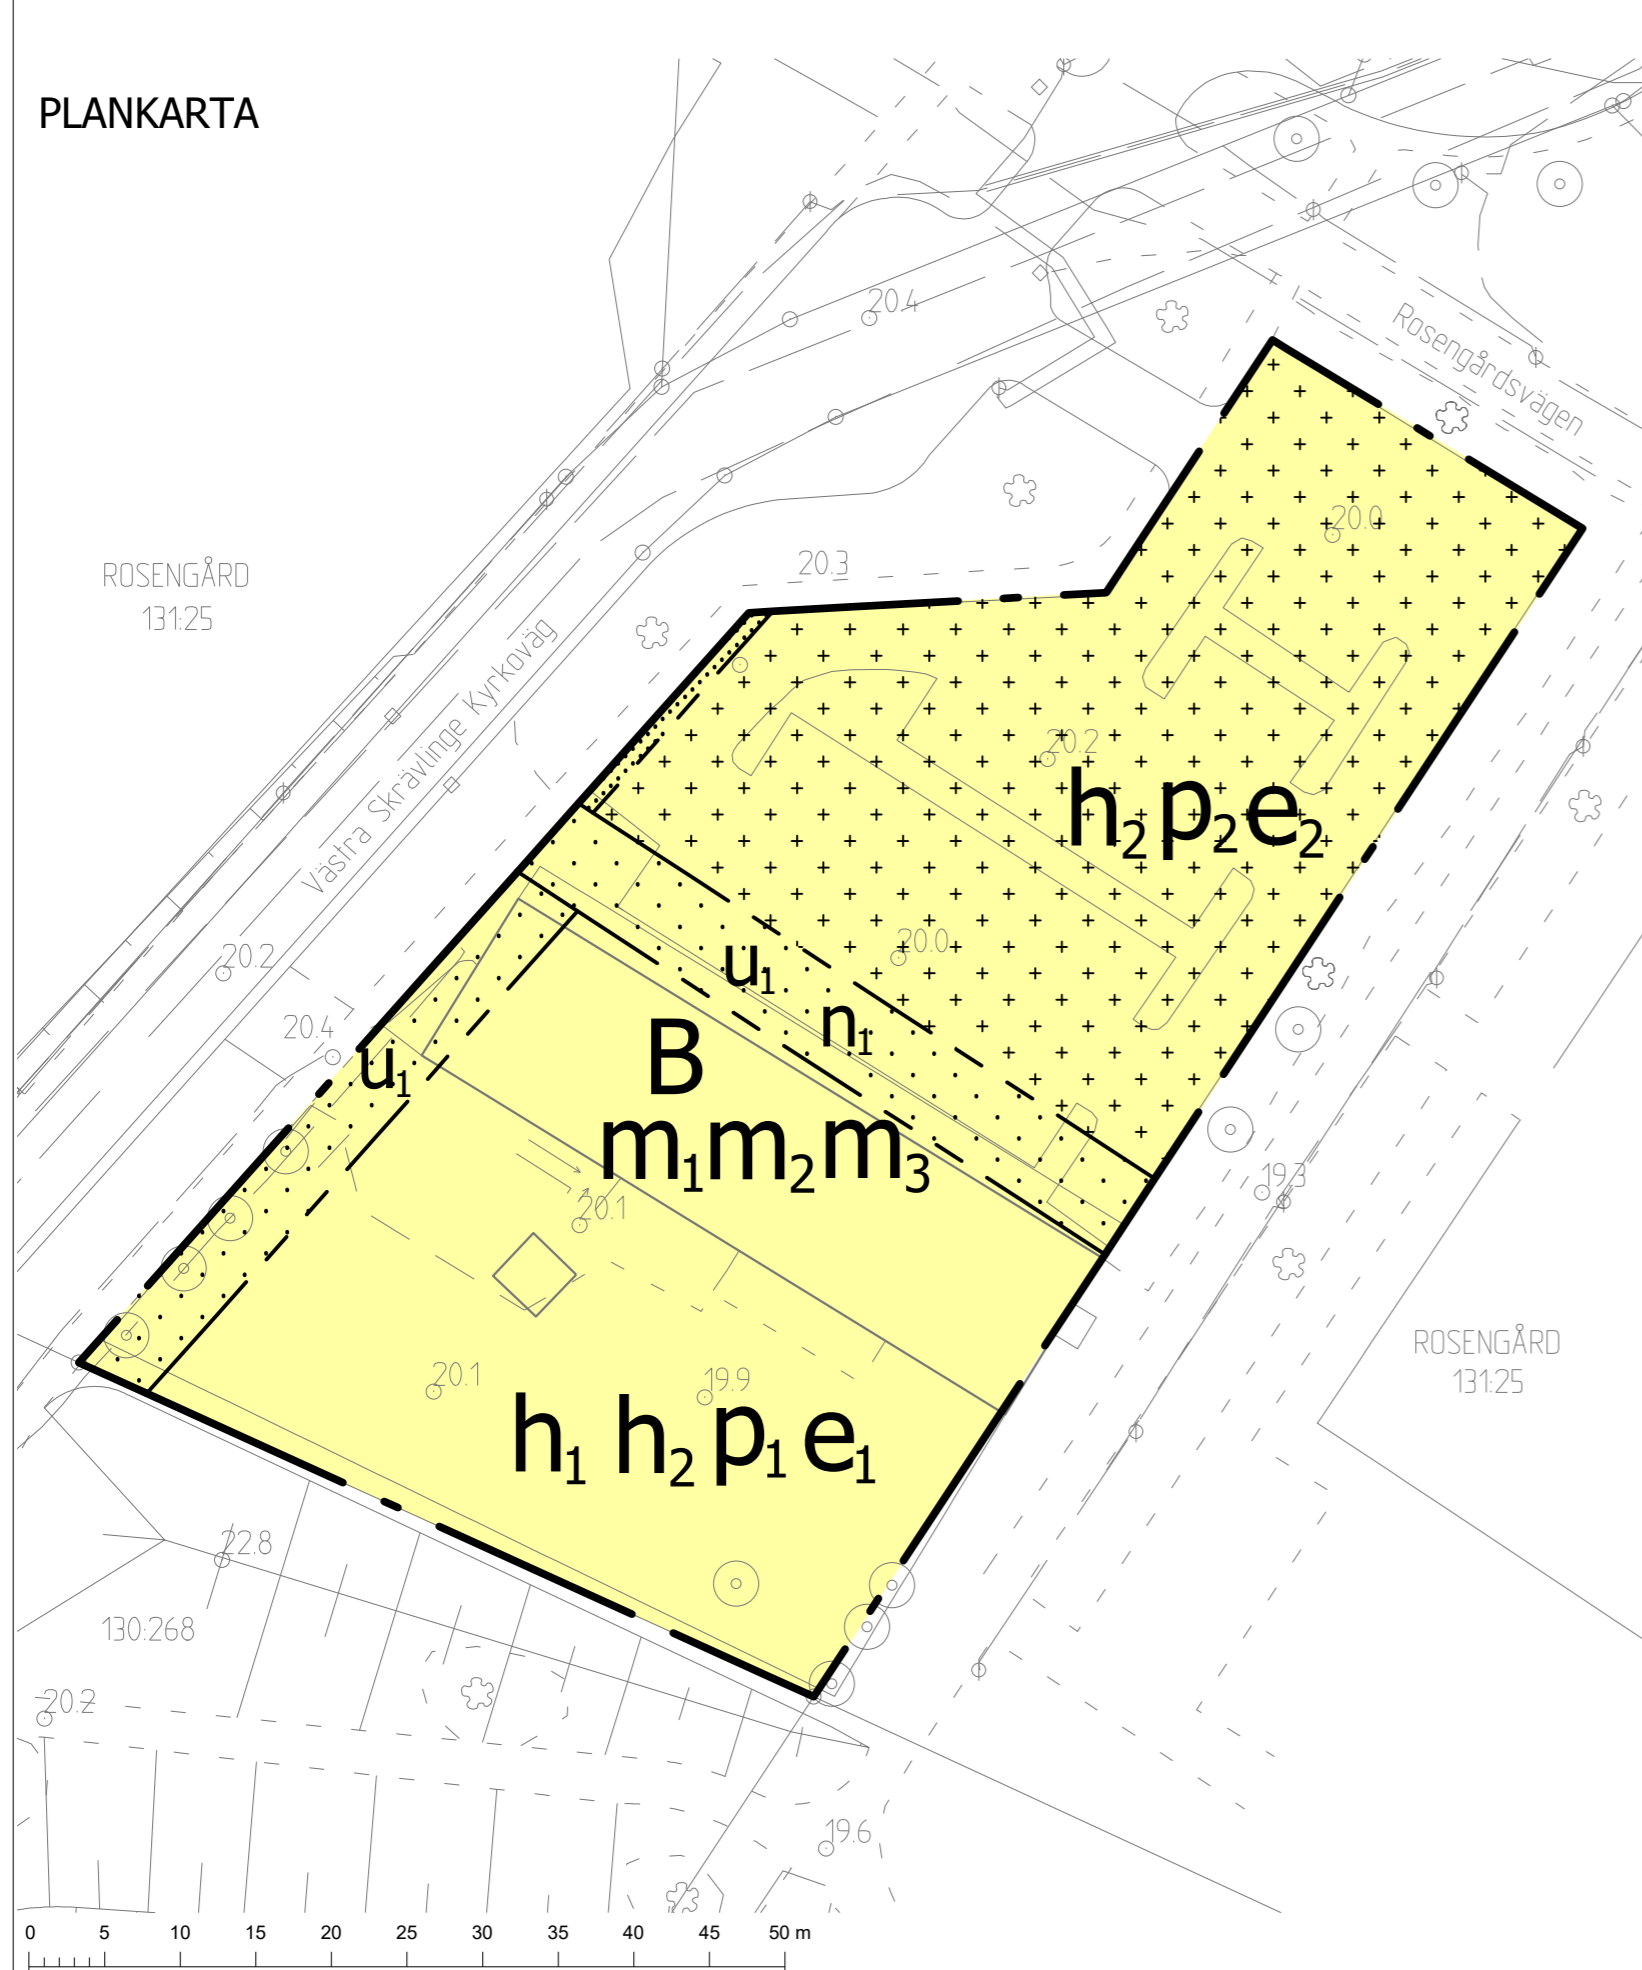 PLANKARTA
20.4
Rosengårdsvägen
20.0
20.3
ROSENGÅRD
131:25
Västra Skrävlinge Kyrkoväg
20.2
h2 p2 e2
20.0
u1
20.2
n1
20.4
B
u1
m1 m2 m3
19.3
20.1
ROSENGÅRD
131:25
20.1
19.9
h1 h2 p1 e1
22.8
130:268
20.2
19.6
0 5 10 15 20 25 30 35 40 45 50 m